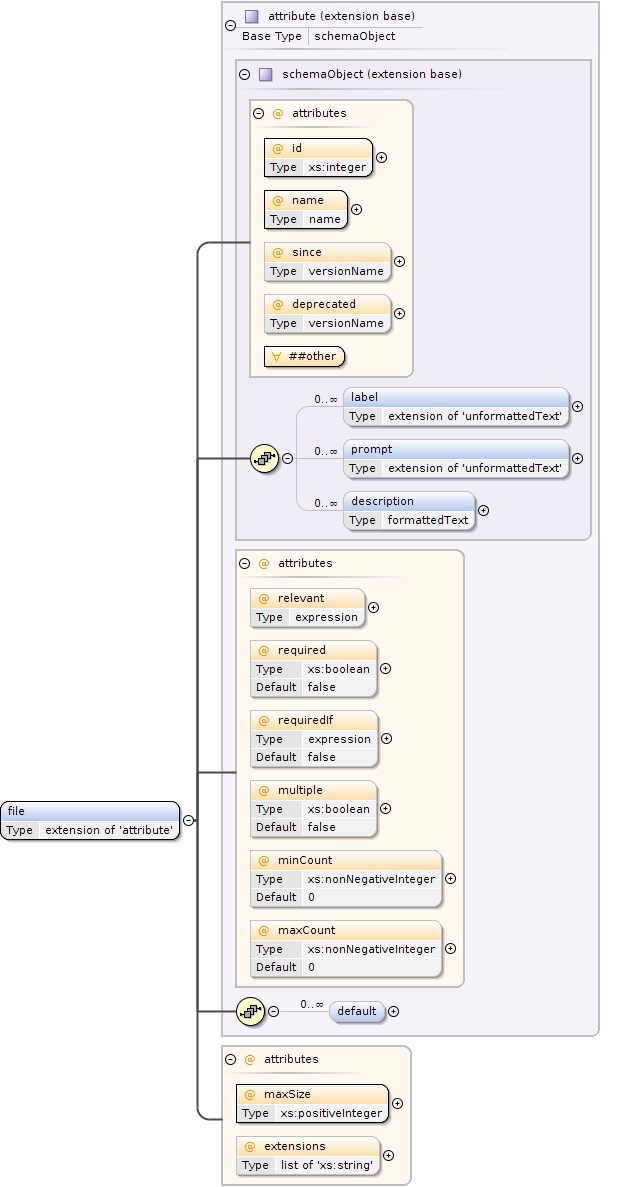 attribute (extension base)
Base Type schemaObject
schemaObject (extension base)
@ attributes
@ id
Type xs:integer
@ name
Type name
@ since
Type versionName
@ deprecated
Type versionName
∀ ##other
0..∞ label
Type extension of 'unformattedText'
0..∞ prompt
Type extension of 'unformattedText'
0..∞ description
Type formattedText
@ attributes
@ relevant
Type expression
@ required
Type xs:boolean
Default false
@ requiredIf
Type expression
Default false
@ multiple
Type xs:boolean
Default false
file
Type extension of 'attribute'
@ minCount
Type xs:nonNegativeInteger
Default 0
@ maxCount
Type xs:nonNegativeInteger
Default 0
0..∞ default
@ attributes
@ maxSize
Type xs:positiveInteger
@ extensions
Type list of 'xs:string'